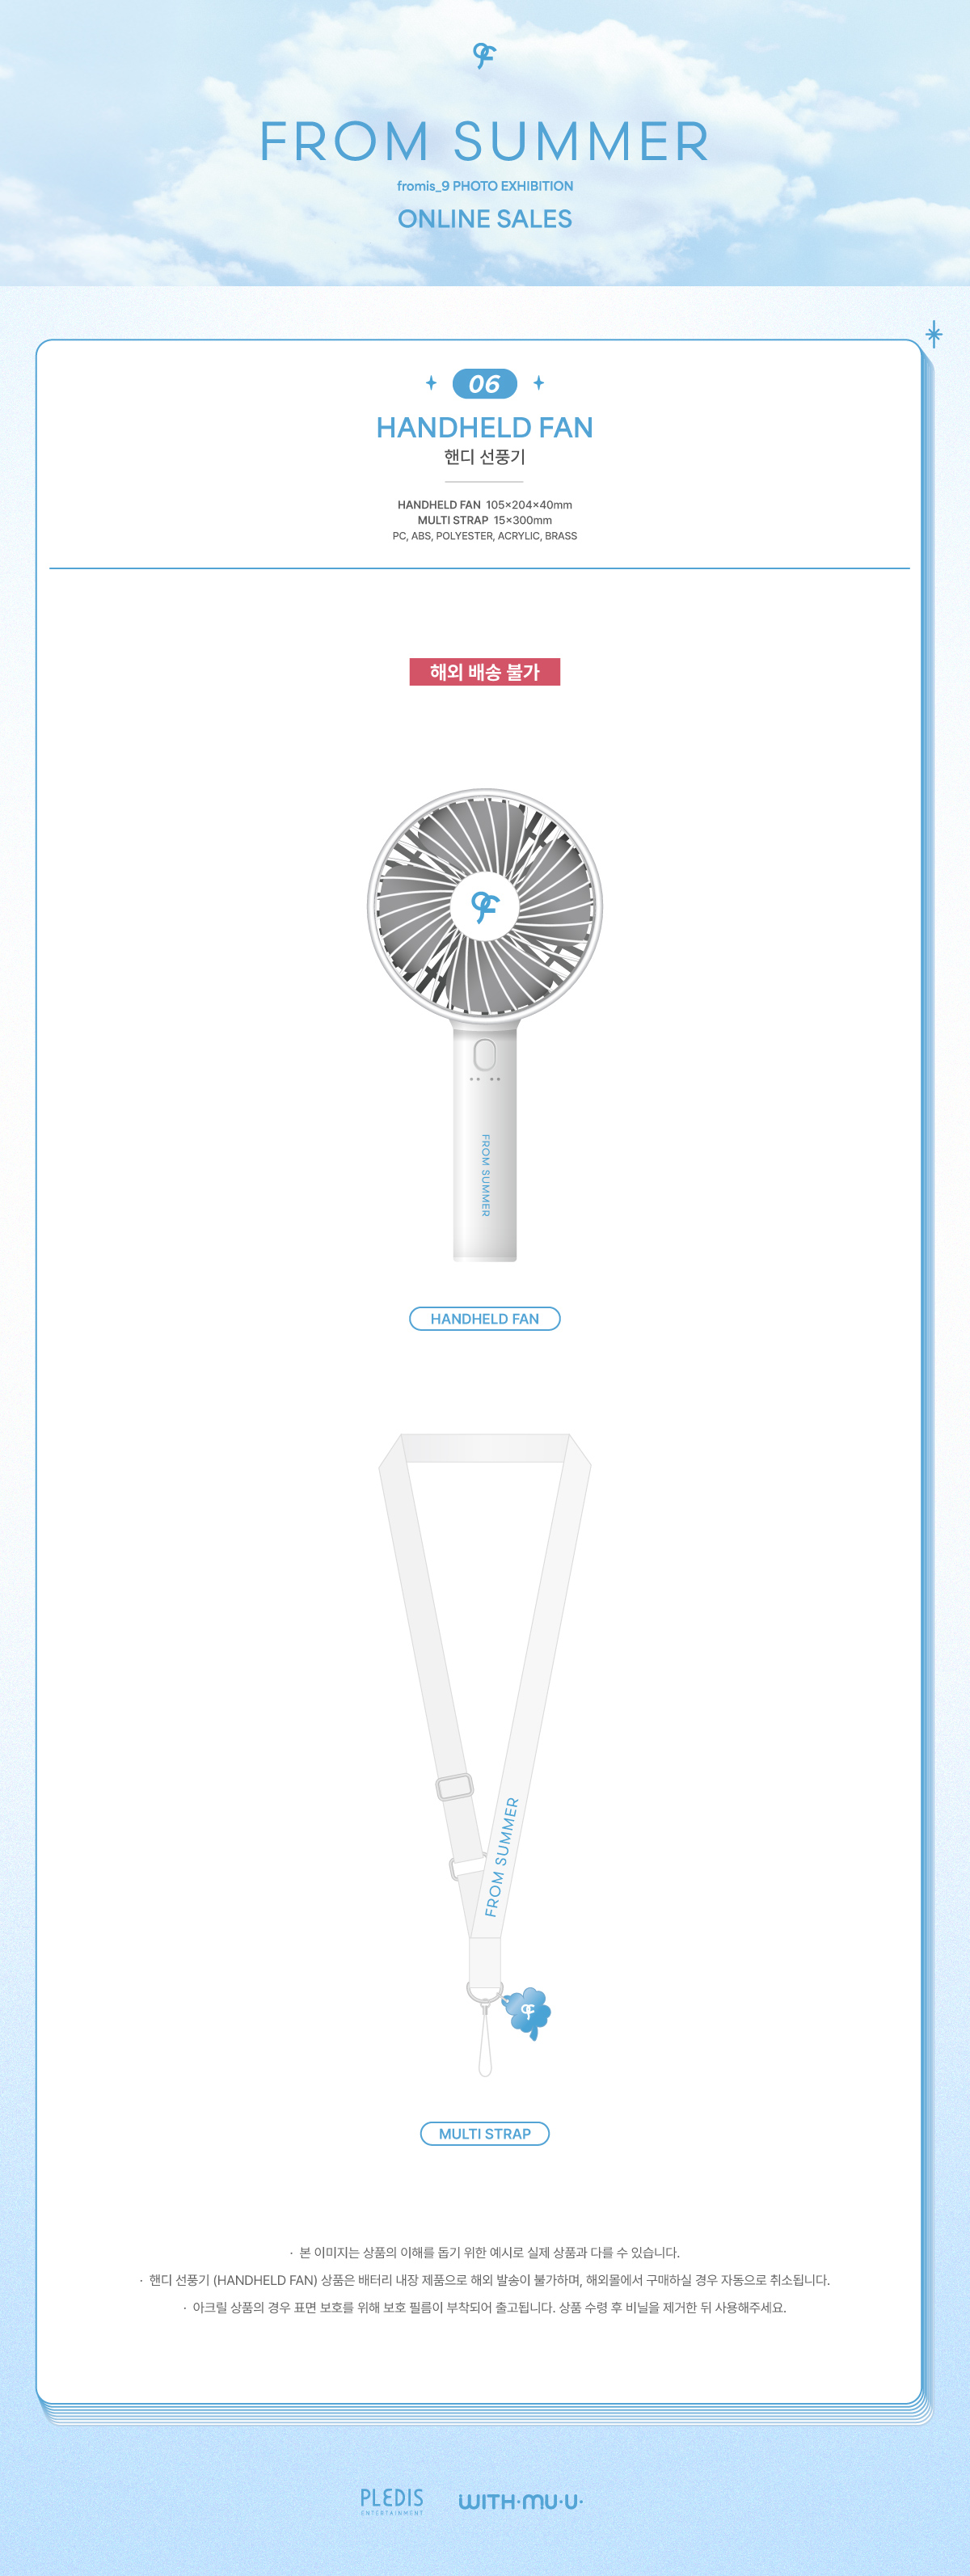 FROM SUMMER
fromis_9 PHOTO EXHIBITION
ONLINE SALES
06
HANDHELD FAN
핸디 선풍기
HANDHELD FAN 105×204×40mm
MULTI STRAP 15×300mm
PC, ABS, POLYESTER, ACRYLIC, BRASS
해외 배송 불가
FROM SUMMER
HANDHELD FAN
FROM SUMMER
MULTI STRAP
· 본 이미지는 상품의 이해를 돕기 위한 예시로 실제 상품과 다를 수 있습니다.
· 핸디 선풍기 (HANDHELD FAN) 상품은 배터리 내장 제품으로 해외 발송이 불가하며, 해외몰에서 구매하실 경우 자동으로 취소됩니다.
· 아크릴 상품의 경우 표면 보호를 위해 보호 필름이 부착되어 출고됩니다. 상품 수령 후 비닐을 제거한 뒤 사용해주세요.
PLEDIS
ENTERTAINMENT
WITH·MU·U·